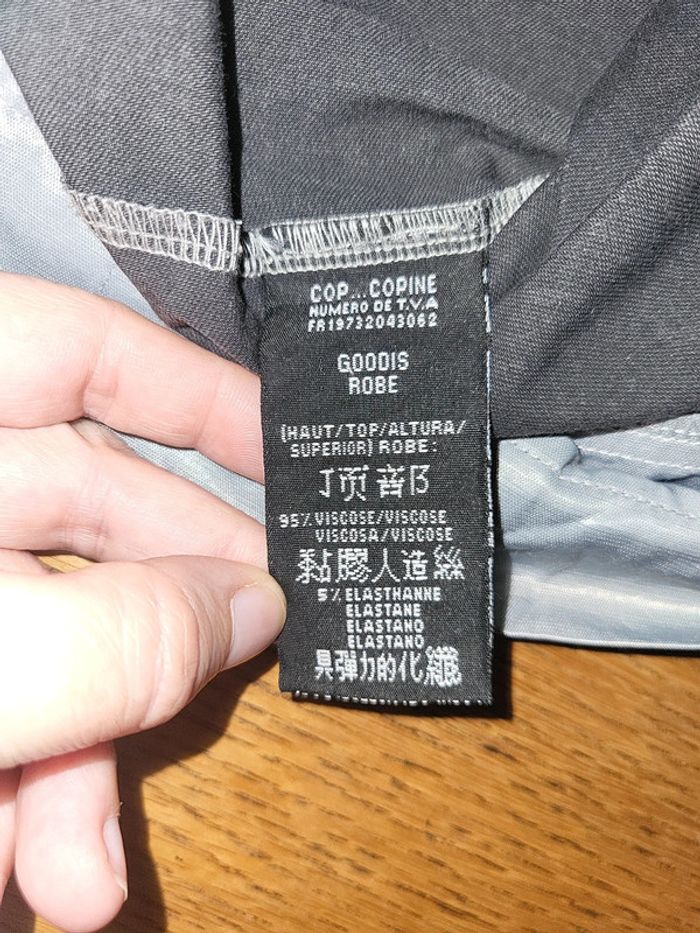 COP...COPINE
NUMERO DE T.V.A
FR19732043062
GOODIS
ROBE
(HAUT/TOP/ALTURA/
SUPERIOR) ROBE:
顶部
95% VISCOSE/VISCOSE
VISCOSA/VISCOSE
黏膠人造絲
5% ELASTHANNE
ELASTANE
ELASTANO
ELASTANO
具彈力的化纖